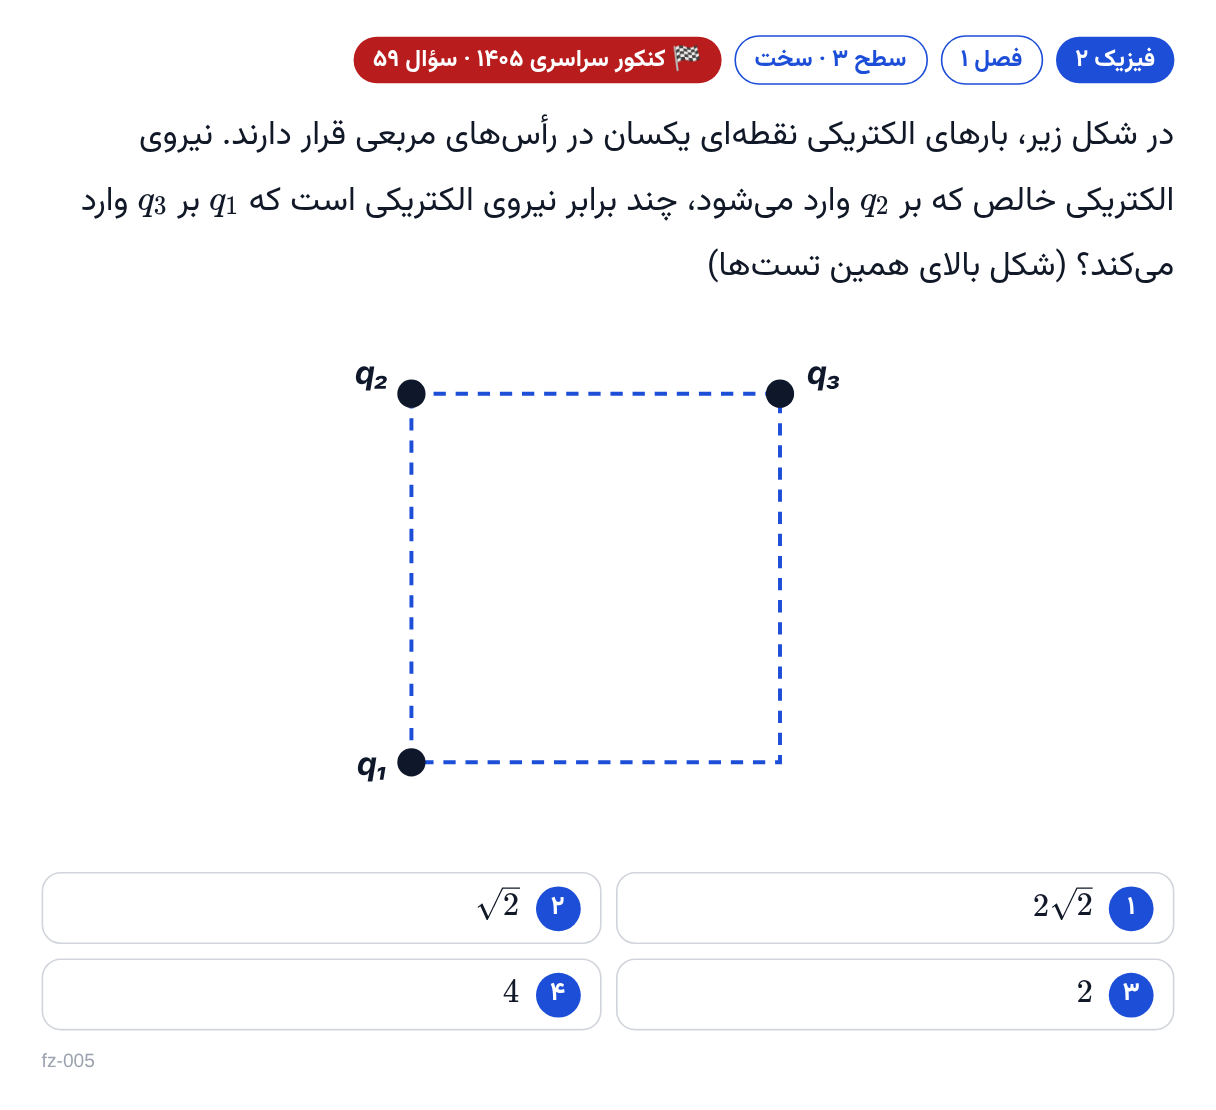 فیزیک ۲ فصل ۱ سطح ۳ · سخت 🏁 کنکور سراسری ۱۴۰۵ · سؤال ۵۹
در شکل زیر، بارهای الکتریکی نقطه‌ای یکسان در رأس‌های مربعی قرار دارند. نیروی
الکتریکی خالص که بر q₂ وارد می‌شود، چند برابر نیروی الکتریکی است که q₁ بر q₃ وارد
می‌کند؟ (شکل بالای همین تست‌ها)
q₂ q₃
q₁
۱ 2√2 ۲ √2
۳ 2 ۴ 4
fz-005